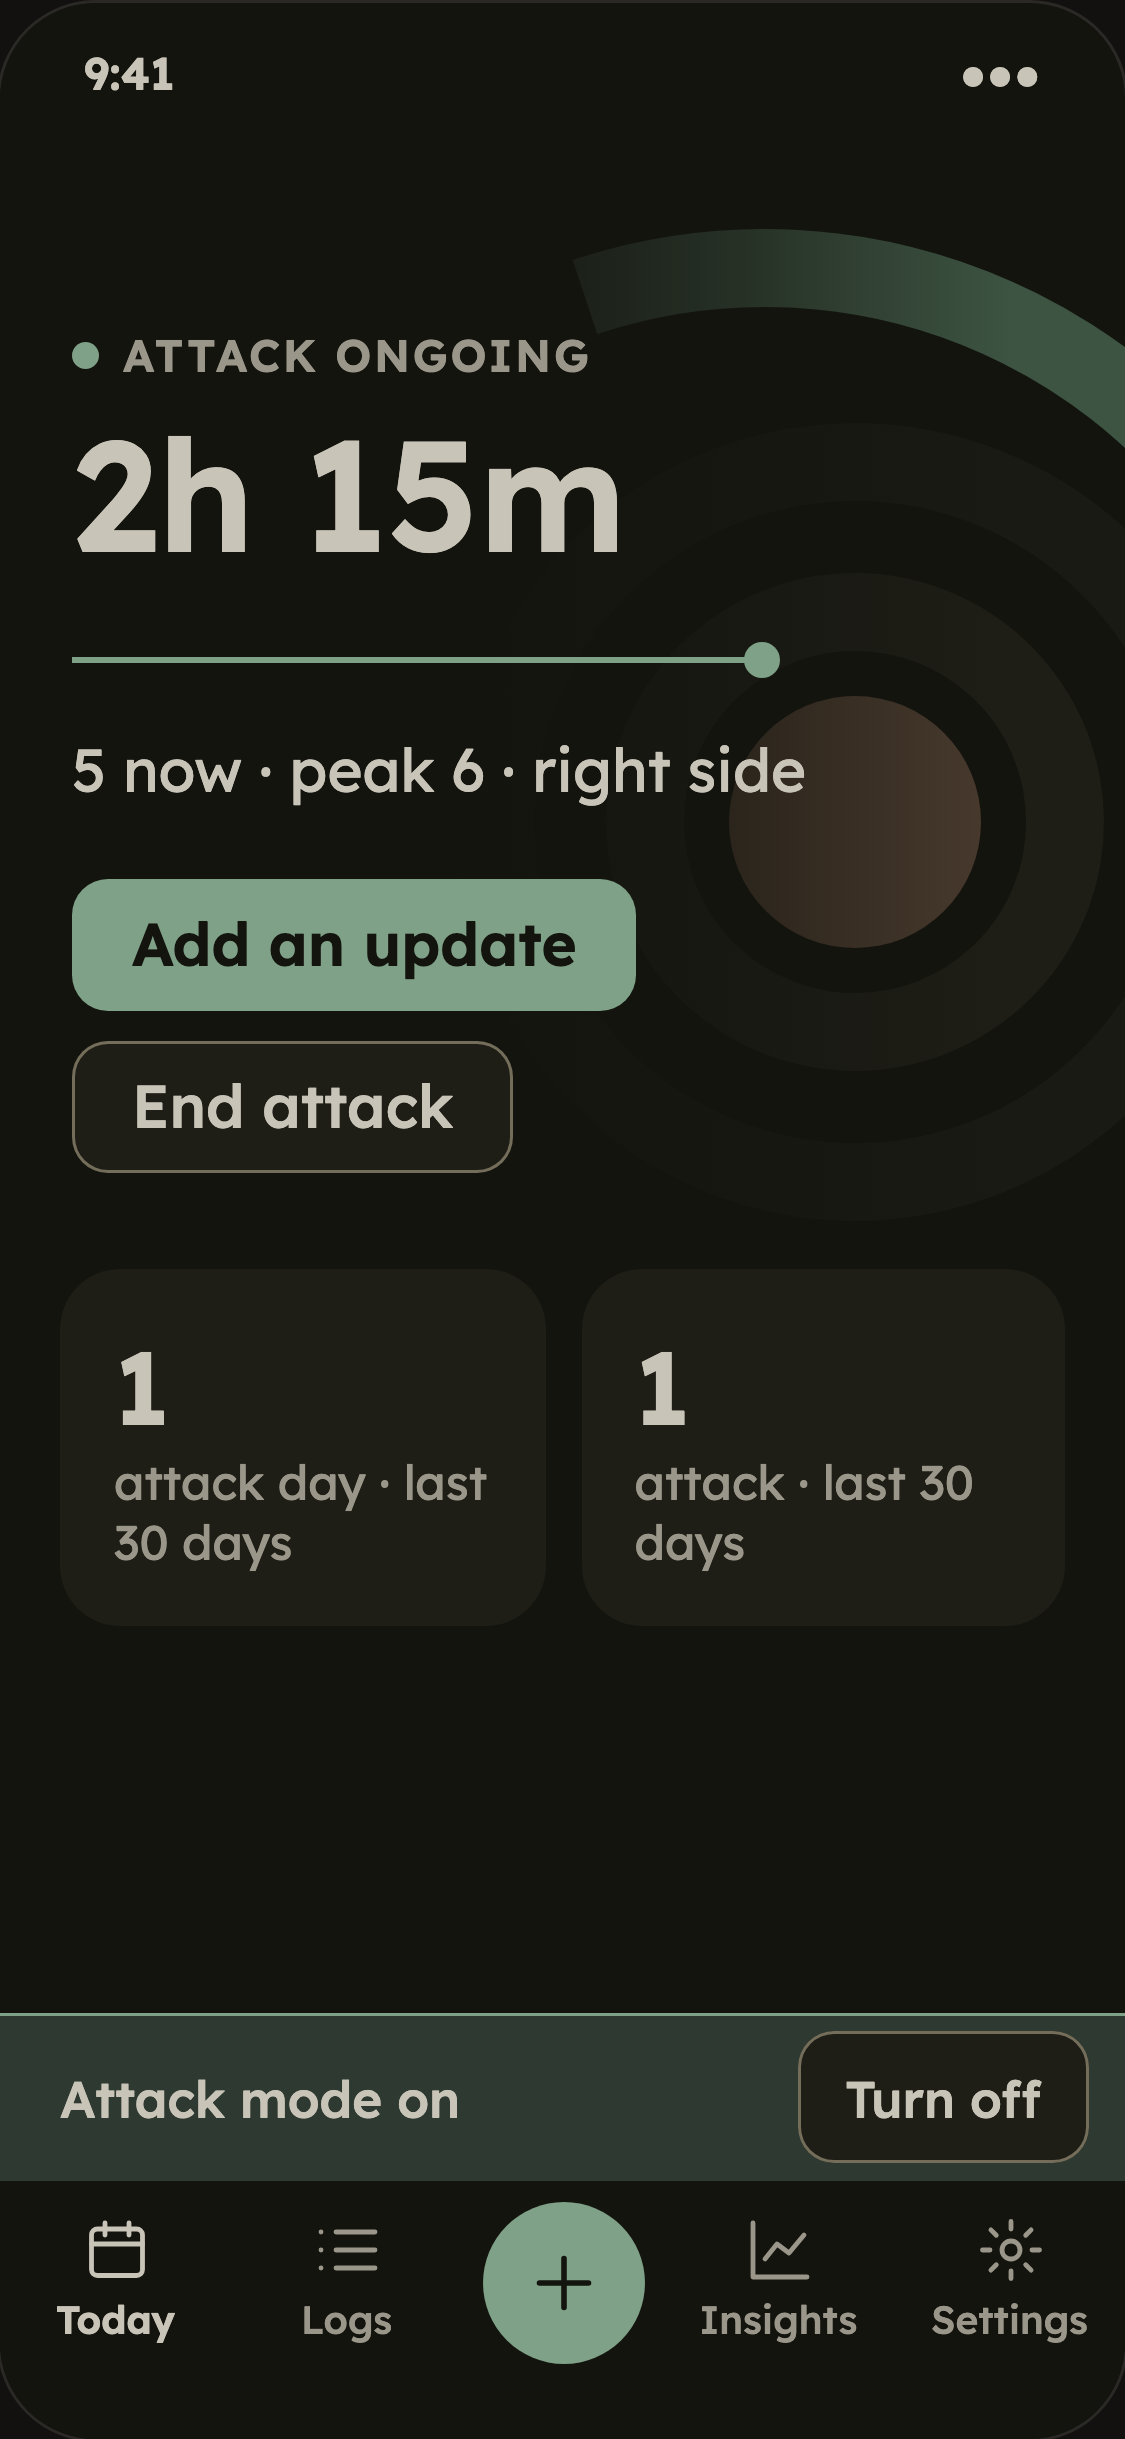 9:41
ATTACK ONGOING
2h 15m
5 now · peak 6 · right side
Add an update
End attack
1
attack day · last
30 days
1
attack · last 30
days
Attack mode on
Turn off
Today
Logs
Insights
Settings